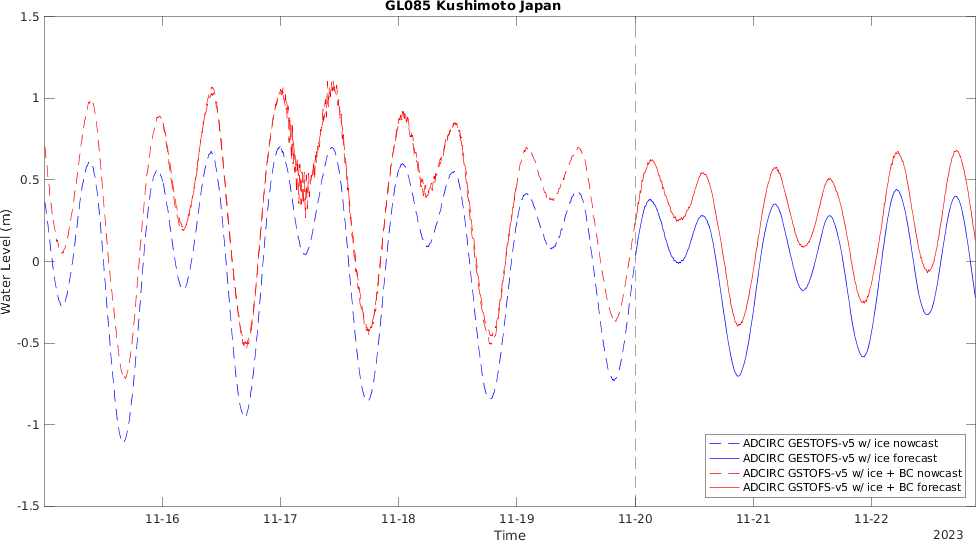 GL085 Kushimoto Japan
1.5
1
0.5
0
-0.5
-1
-1.5
Water Level (m)
11-16 11-17 11-18 11-19 11-20 11-21 11-22
Time
2023
ADCIRC GESTOFS-v5 w/ ice nowcast
ADCIRC GESTOFS-v5 w/ ice forecast
ADCIRC GSTOFS-v5 w/ ice + BC nowcast
ADCIRC GSTOFS-v5 w/ ice + BC forecast